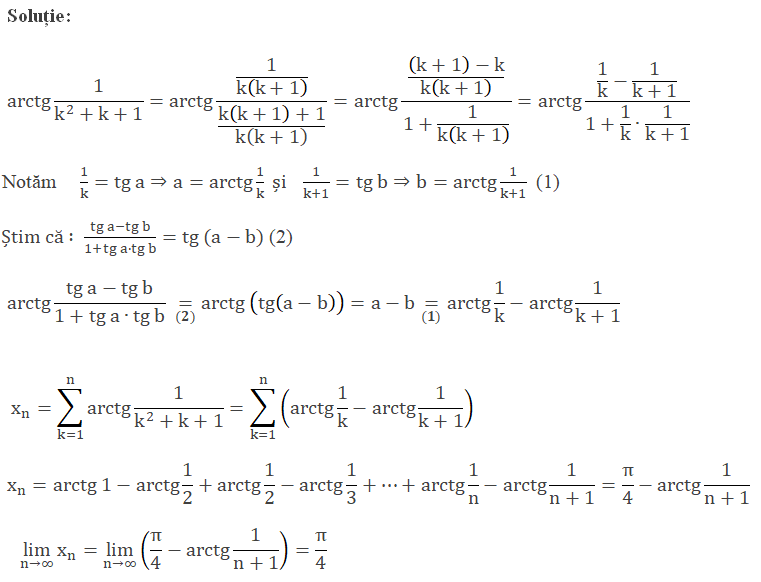 Soluție:
arctg 1/(k² + k + 1) = arctg (1/(k(k + 1)))/((k(k + 1) + 1)/(k(k + 1))) = arctg (((k + 1) − k)/(k(k + 1)))/(1 + 1/(k(k + 1))) = arctg (1/k − 1/(k + 1))/(1 + 1/k · 1/(k + 1))
Notăm 1/k = tg a ⇒ a = arctg 1/k și 1/(k+1) = tg b ⇒ b = arctg 1/(k+1) (1)
Știm că : (tg a−tg b)/(1+tg a·tg b) = tg (a − b) (2)
arctg (tg a − tg b)/(1 + tg a · tg b) =₍₂₎ arctg (tg(a − b)) = a − b =₍₁₎ arctg 1/k − arctg 1/(k + 1)
xₙ = ∑_{k=1}^{n} arctg 1/(k² + k + 1) = ∑_{k=1}^{n} (arctg 1/k − arctg 1/(k + 1))
xₙ = arctg 1 − arctg 1/2 + arctg 1/2 − arctg 1/3 + ⋯ + arctg 1/n − arctg 1/(n + 1) = π/4 − arctg 1/(n + 1)
lim_{n→∞} xₙ = lim_{n→∞} (π/4 − arctg 1/(n + 1)) = π/4